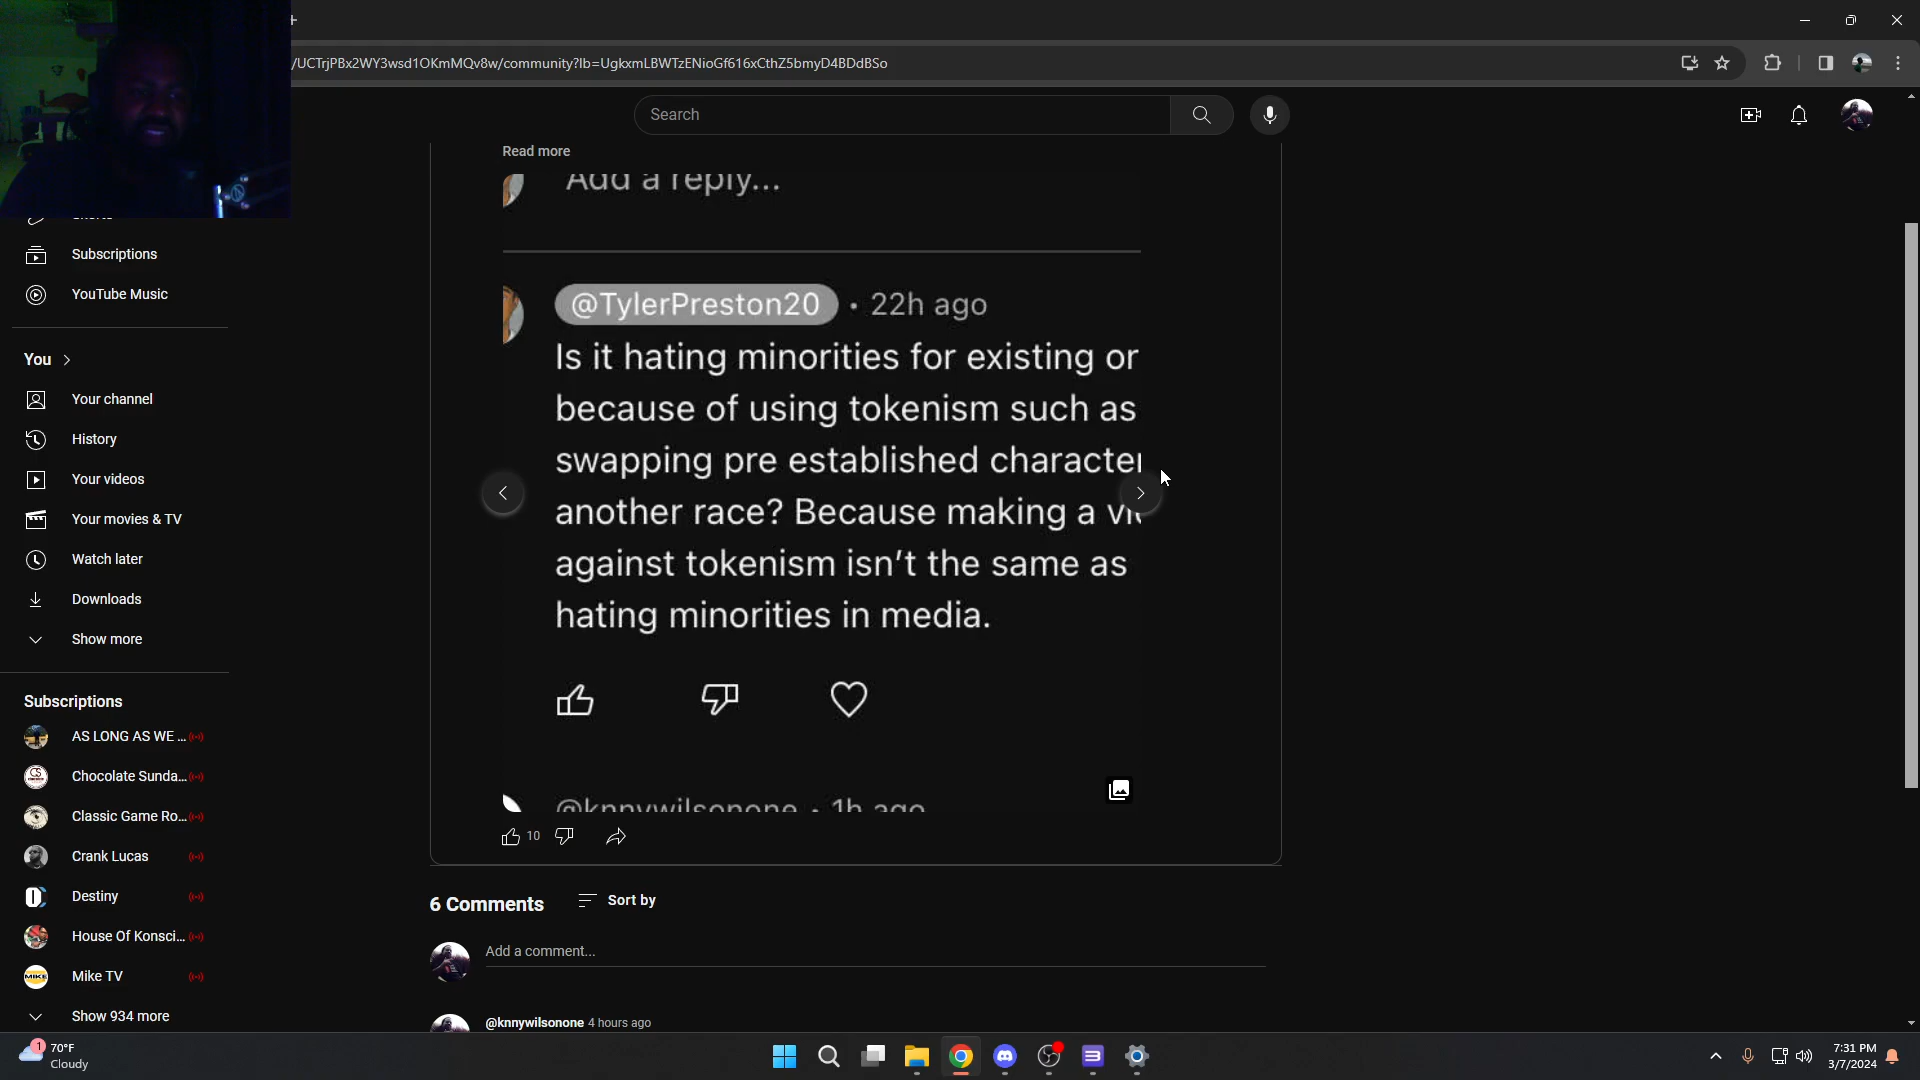 /UCTrjPBx2WY3wsd1OKmMQv8w/community?lb=UgkxmLBWTzENioGf616xCthZ5bmyD4BDdBSo
Search
Read more
Add a reply...
Subscriptions
YouTube Music
@TylerPreston20 · 22h ago
Is it hating minorities for existing or
because of using tokenism such as
swapping pre established character
another race? Because making a
against tokenism isn't the same as
hating minorities in media.
You
Your channel
History
Your videos
Your movies & TV
Watch later
Downloads
Show more
Subscriptions
AS LONG AS WE ...
Chocolate Sunda...
Classic Game Ro...
Crank Lucas
Destiny
House Of Konsci...
MIKE
Mike TV
Show 934 more
@knnywilsonone · 1h ago
10
6 Comments
Sort by
Add a comment...
@knnywilsonone 4 hours ago
1
70°F
Cloudy
7:31 PM
3/7/2024